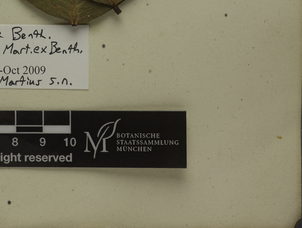 Benth.
Mart. ex Benth.
-Oct 2009
Martius s.n.
8 9 10
ight reserved
M BOTANISCHE
STAATSSAMMLUNG
MÜNCHEN